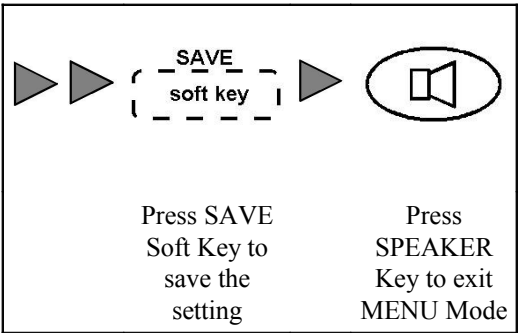 SAVE
soft key
Press SAVE
Soft Key to
save the
setting
Press
SPEAKER
Key to exit
MENU Mode